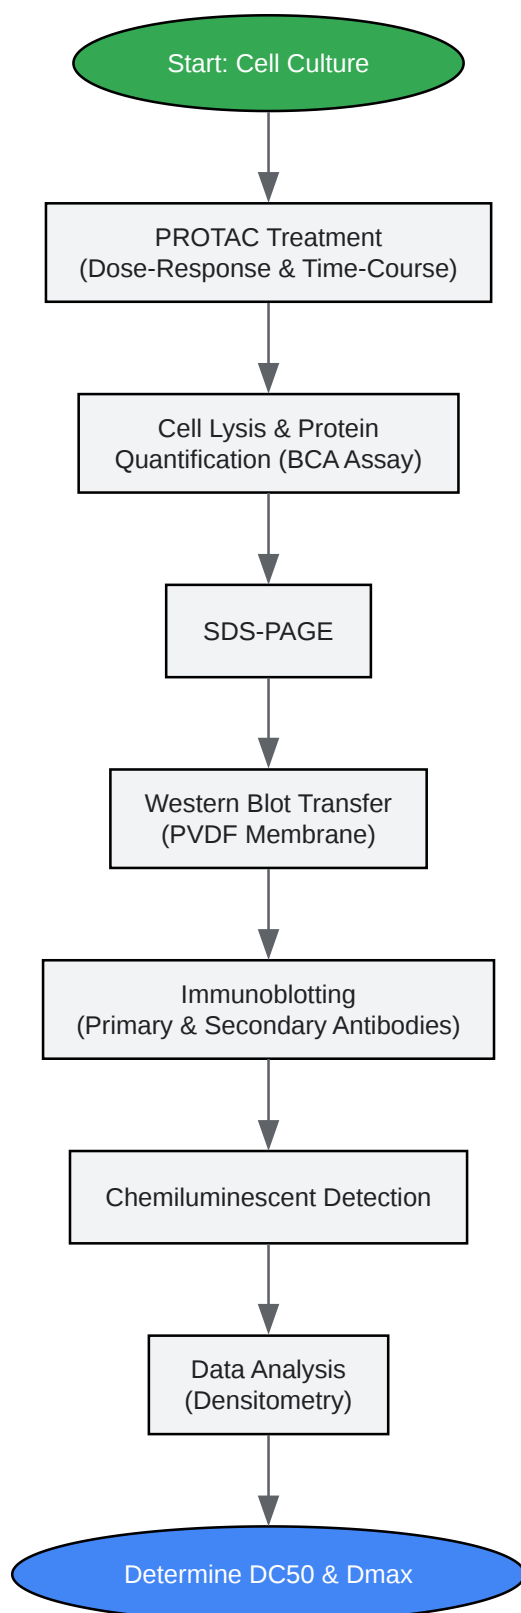 Start: Cell Culture
PROTAC Treatment
(Dose-Response & Time-Course)
Cell Lysis & Protein
Quantification (BCA Assay)
SDS-PAGE
Western Blot Transfer
(PVDF Membrane)
Immunoblotting
(Primary & Secondary Antibodies)
Chemiluminescent Detection
Data Analysis
(Densitometry)
Determine DC50 & Dmax